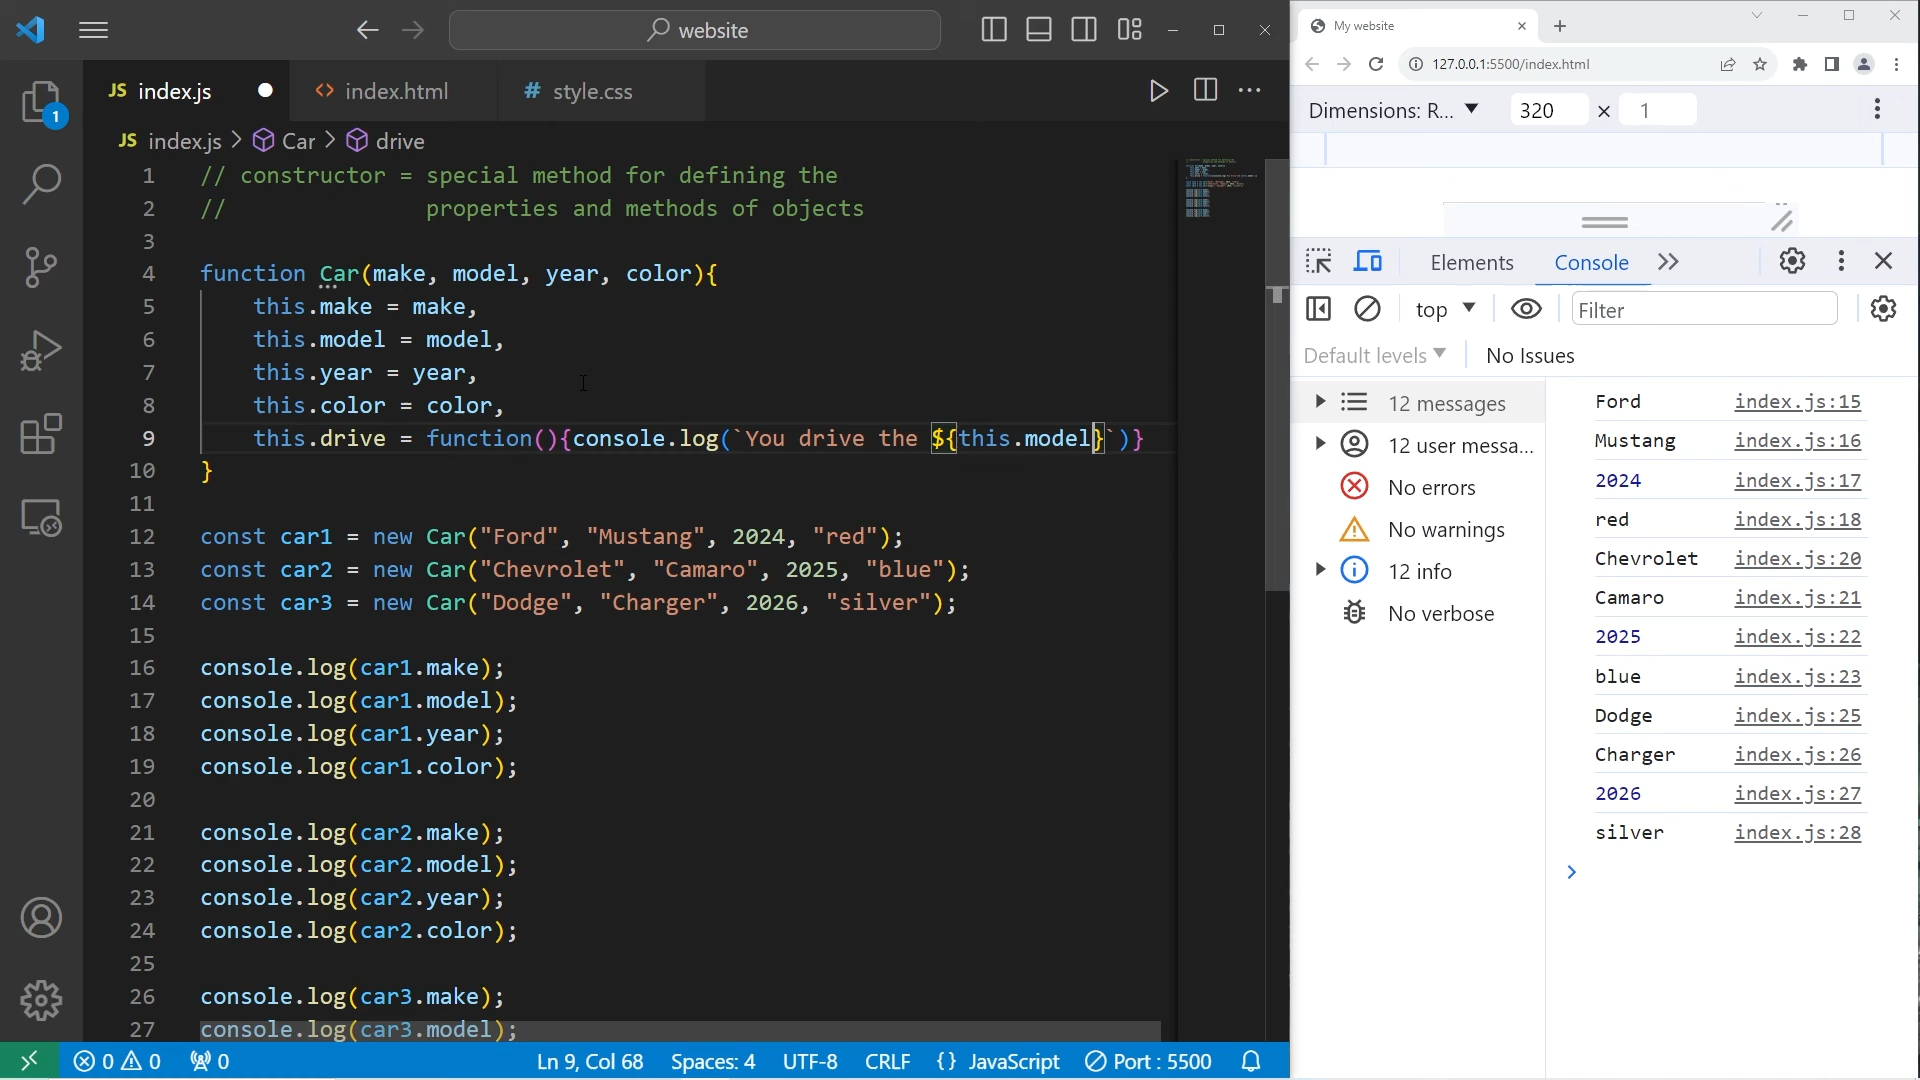 website
JS index.js
index.html
# style.css
JS index.js > Car > drive
1 // constructor = special method for defining the
2 // properties and methods of objects
3
4 function Car(make, model, year, color){
5 this.make = make,
6 this.model = model,
7 this.year = year,
8 this.color = color,
9 this.drive = function(){console.log(`You drive the ${this.model}`)}
10 }
11
12 const car1 = new Car("Ford", "Mustang", 2024, "red");
13 const car2 = new Car("Chevrolet", "Camaro", 2025, "blue");
14 const car3 = new Car("Dodge", "Charger", 2026, "silver");
15
16 console.log(car1.make);
17 console.log(car1.model);
18 console.log(car1.year);
19 console.log(car1.color);
20
21 console.log(car2.make);
22 console.log(car2.model);
23 console.log(car2.year);
24 console.log(car2.color);
25
26 console.log(car3.make);
27 console.log(car3.model);
1
0 0 0
Ln 9, Col 68
Spaces: 4
UTF-8
CRLF
{} JavaScript
Port : 5500
My website
127.0.0.1:5500/index.html
Dimensions: R... 320 × 1
Elements
Console
top
Filter
Default levels
No Issues
12 messages
12 user messa...
No errors
No warnings
12 info
No verbose
Ford index.js:15
Mustang index.js:16
2024 index.js:17
red index.js:18
Chevrolet index.js:20
Camaro index.js:21
2025 index.js:22
blue index.js:23
Dodge index.js:25
Charger index.js:26
2026 index.js:27
silver index.js:28